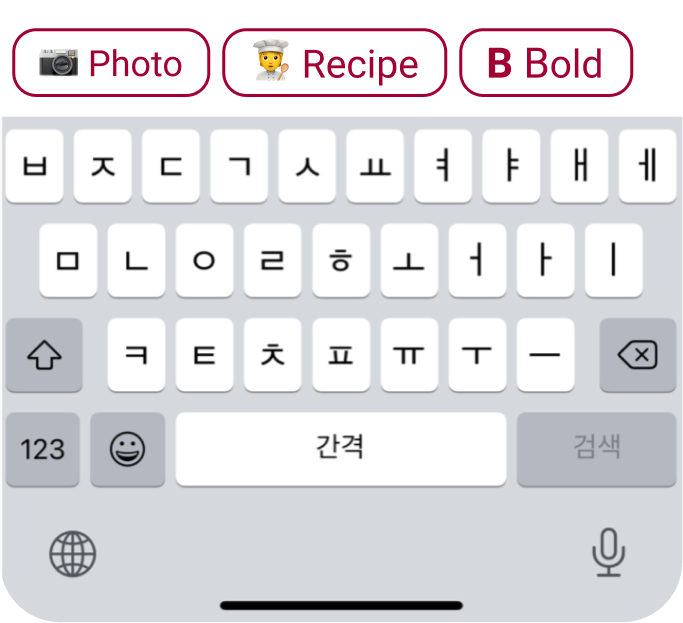 Photo Recipe B Bold
ㅂ ㅈ ㄷ ㄱ ㅅ ㅛ ㅕ ㅑ ㅐ ㅔ
ㅁ ㄴ ㅇ ㄹ ㅎ ㅗ ㅓ ㅏ ㅣ
ㅋ ㅌ ㅊ ㅍ ㅠ ㅜ ㅡ
123 간격 검색